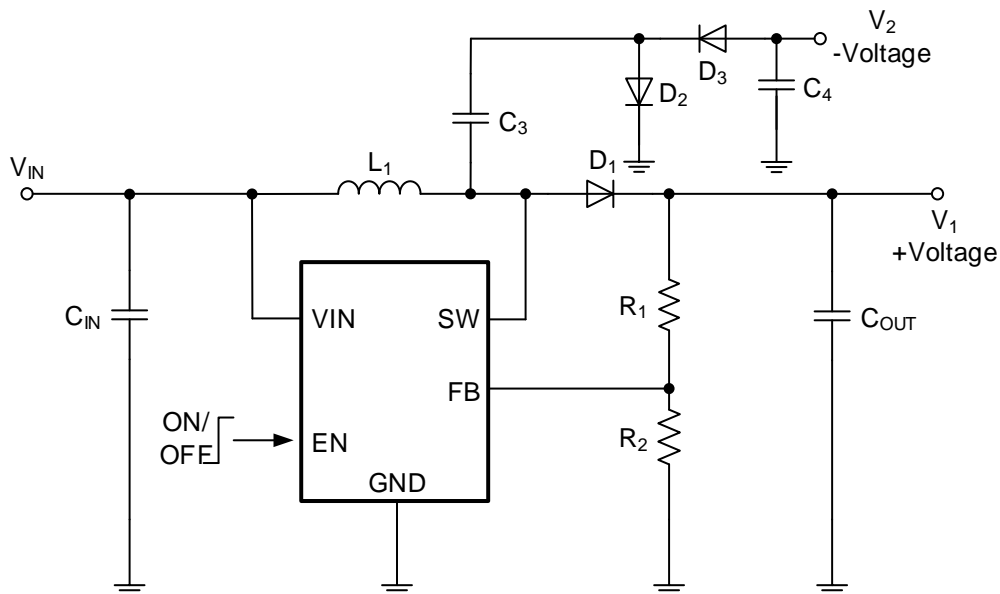 V2
-Voltage
D3
D2
C4
C3
VIN
L1
D1
V1
+Voltage
CIN
VIN
SW
R1
COUT
FB
ON/
OFF
EN
R2
GND